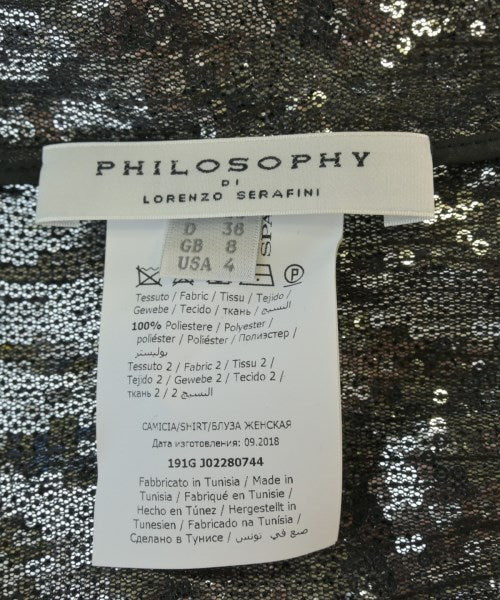 PHILOSOPHY
DI
LORENZO SERAFINI
D 38
GB 8
USA 4
SPA
P
Tessuto / Fabric / Tissu / Tejido /
Gewebe / Tecido / ткань / النسيج
100% Poliestere / Polyester /
poliéster / Poliéster / Полиэстер /
بوليستر
Tessuto 2 / Fabric 2 / Tissu 2 /
Tejido 2 / Gewebe 2 / Tecido 2 /
ткань 2 / النسيج 2
CAMICIA/SHIRT/БЛУЗА ЖЕНСКАЯ
Дата изготовления: 09.2018
191G J02280744
Fabbricato in Tunisia / Made in
Tunisia / Fabriqué en Tunisie /
Hecho en Túnez / Hergestellt in
Tunesien / Fabricado na Tunísia /
Сделано в Тунисе / صنع في تونس